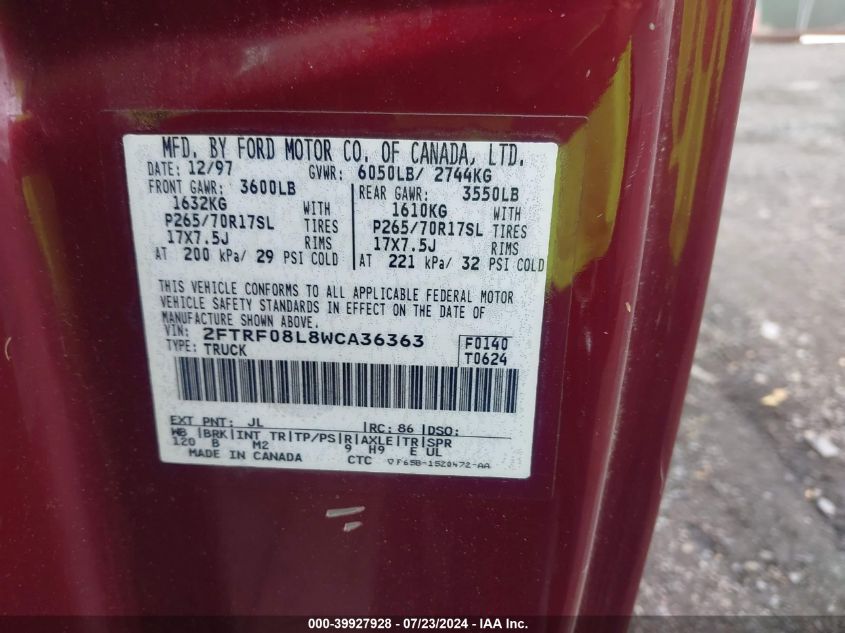 MFD. BY FORD MOTOR CO. OF CANADA, LTD.
DATE: 12/97 GVWR: 6050LB/ 2744KG
FRONT GAWR: 3600LB REAR GAWR: 3550LB
1632KG WITH 1610KG WITH
P265/70R17SL TIRES P265/70R17SL TIRES
17X7.5J RIMS 17X7.5J RIMS
AT 200 kPa/ 29 PSI COLD AT 221 kPa/ 32 PSI COLD
THIS VEHICLE CONFORMS TO ALL APPLICABLE FEDERAL MOTOR
VEHICLE SAFETY STANDARDS IN EFFECT ON THE DATE OF
MANUFACTURE SHOWN ABOVE.
VIN: 2FTRF08L8WCA36363 F0140
TYPE: TRUCK T0624
EXT PNT: JL RC: 86 DSO:
WB BRK INT TR TP/PS R AXLE TR SPR
120 B M2 9 H9 E UL
MADE IN CANADA CTC F65B-1520472-AA
000-39927928 / 07/23/2024 / IAA Inc.